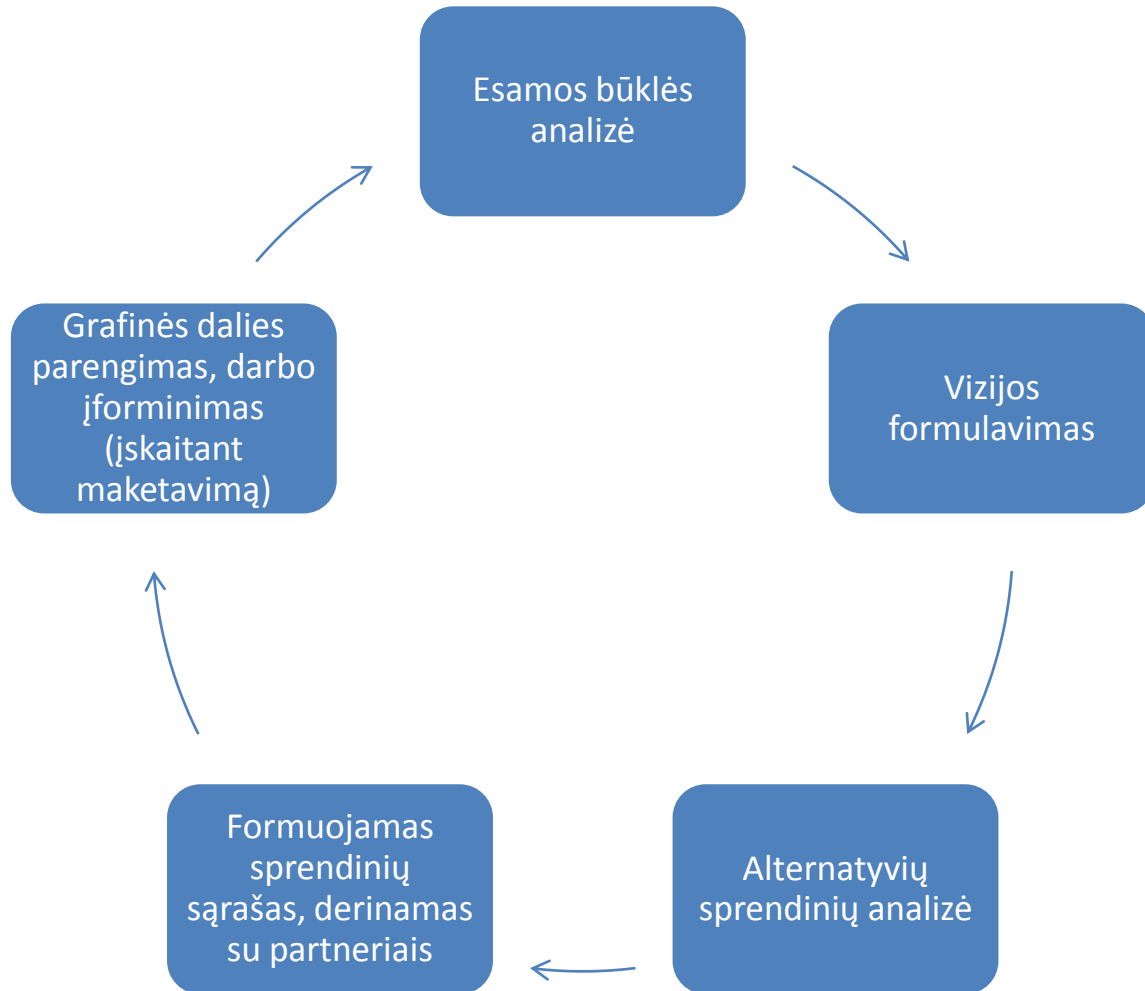 Esamos būklės
analizė
Vizijos
formulavimas
Alternatyvių
sprendinių analizė
Formuojamas
sprendinių
sąrašas, derinamas
su partneriais
Grafinės dalies
parengimas, darbo
įforminimas
(įskaitant
maketavimą)